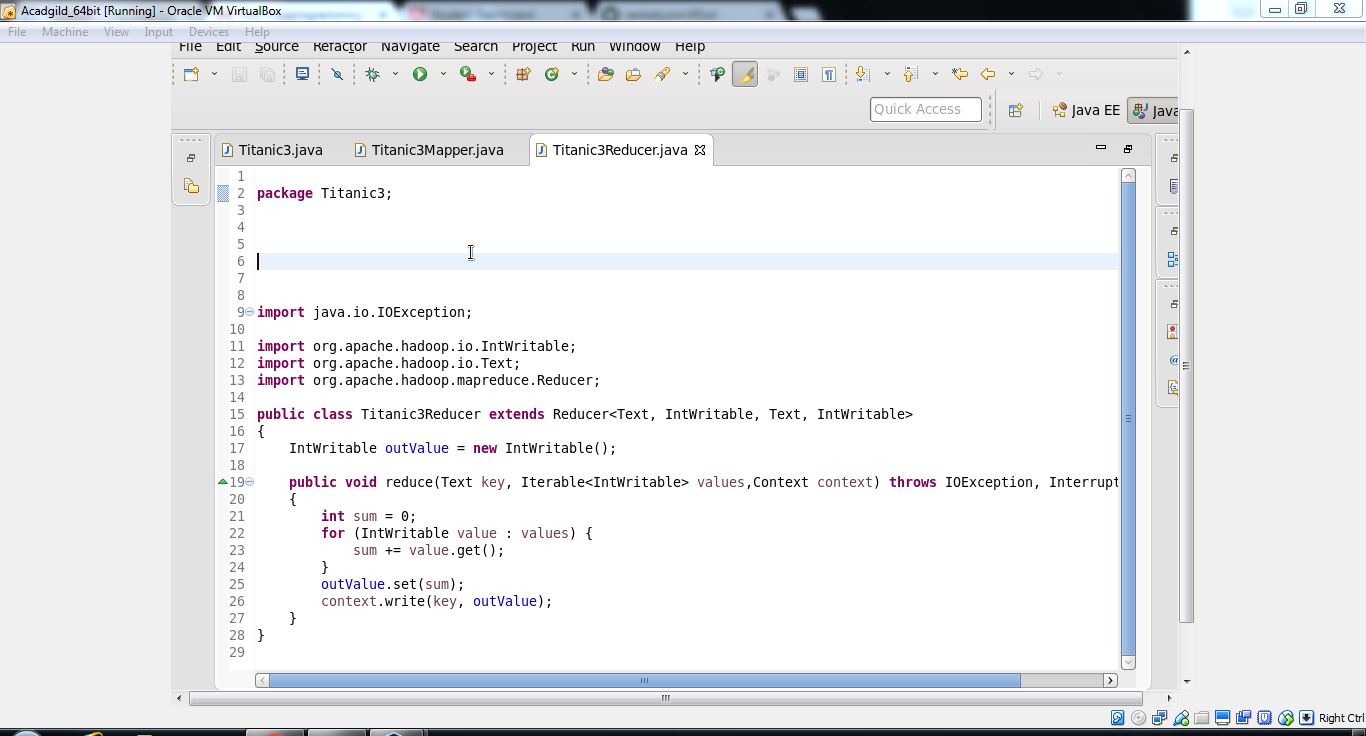 Acadgild_64bit [Running] - Oracle VM VirtualBox
File Machine View Input Devices Help
File Edit Source Refactor Navigate Search Project Run Window Help
Quick Access
Java EE
Java
Titanic3.java
Titanic3Mapper.java
Titanic3Reducer.java
1
2 package Titanic3;
3
4
5
6
7
8
9 import java.io.IOException;
10
11 import org.apache.hadoop.io.IntWritable;
12 import org.apache.hadoop.io.Text;
13 import org.apache.hadoop.mapreduce.Reducer;
14
15 public class Titanic3Reducer extends Reducer<Text, IntWritable, Text, IntWritable>
16 {
17     IntWritable outValue = new IntWritable();
18
19     public void reduce(Text key, Iterable<IntWritable> values,Context context) throws IOException, Interrupt
20     {
21         int sum = 0;
22         for (IntWritable value : values) {
23             sum += value.get();
24         }
25         outValue.set(sum);
26         context.write(key, outValue);
27     }
28 }
29
Right Ctrl